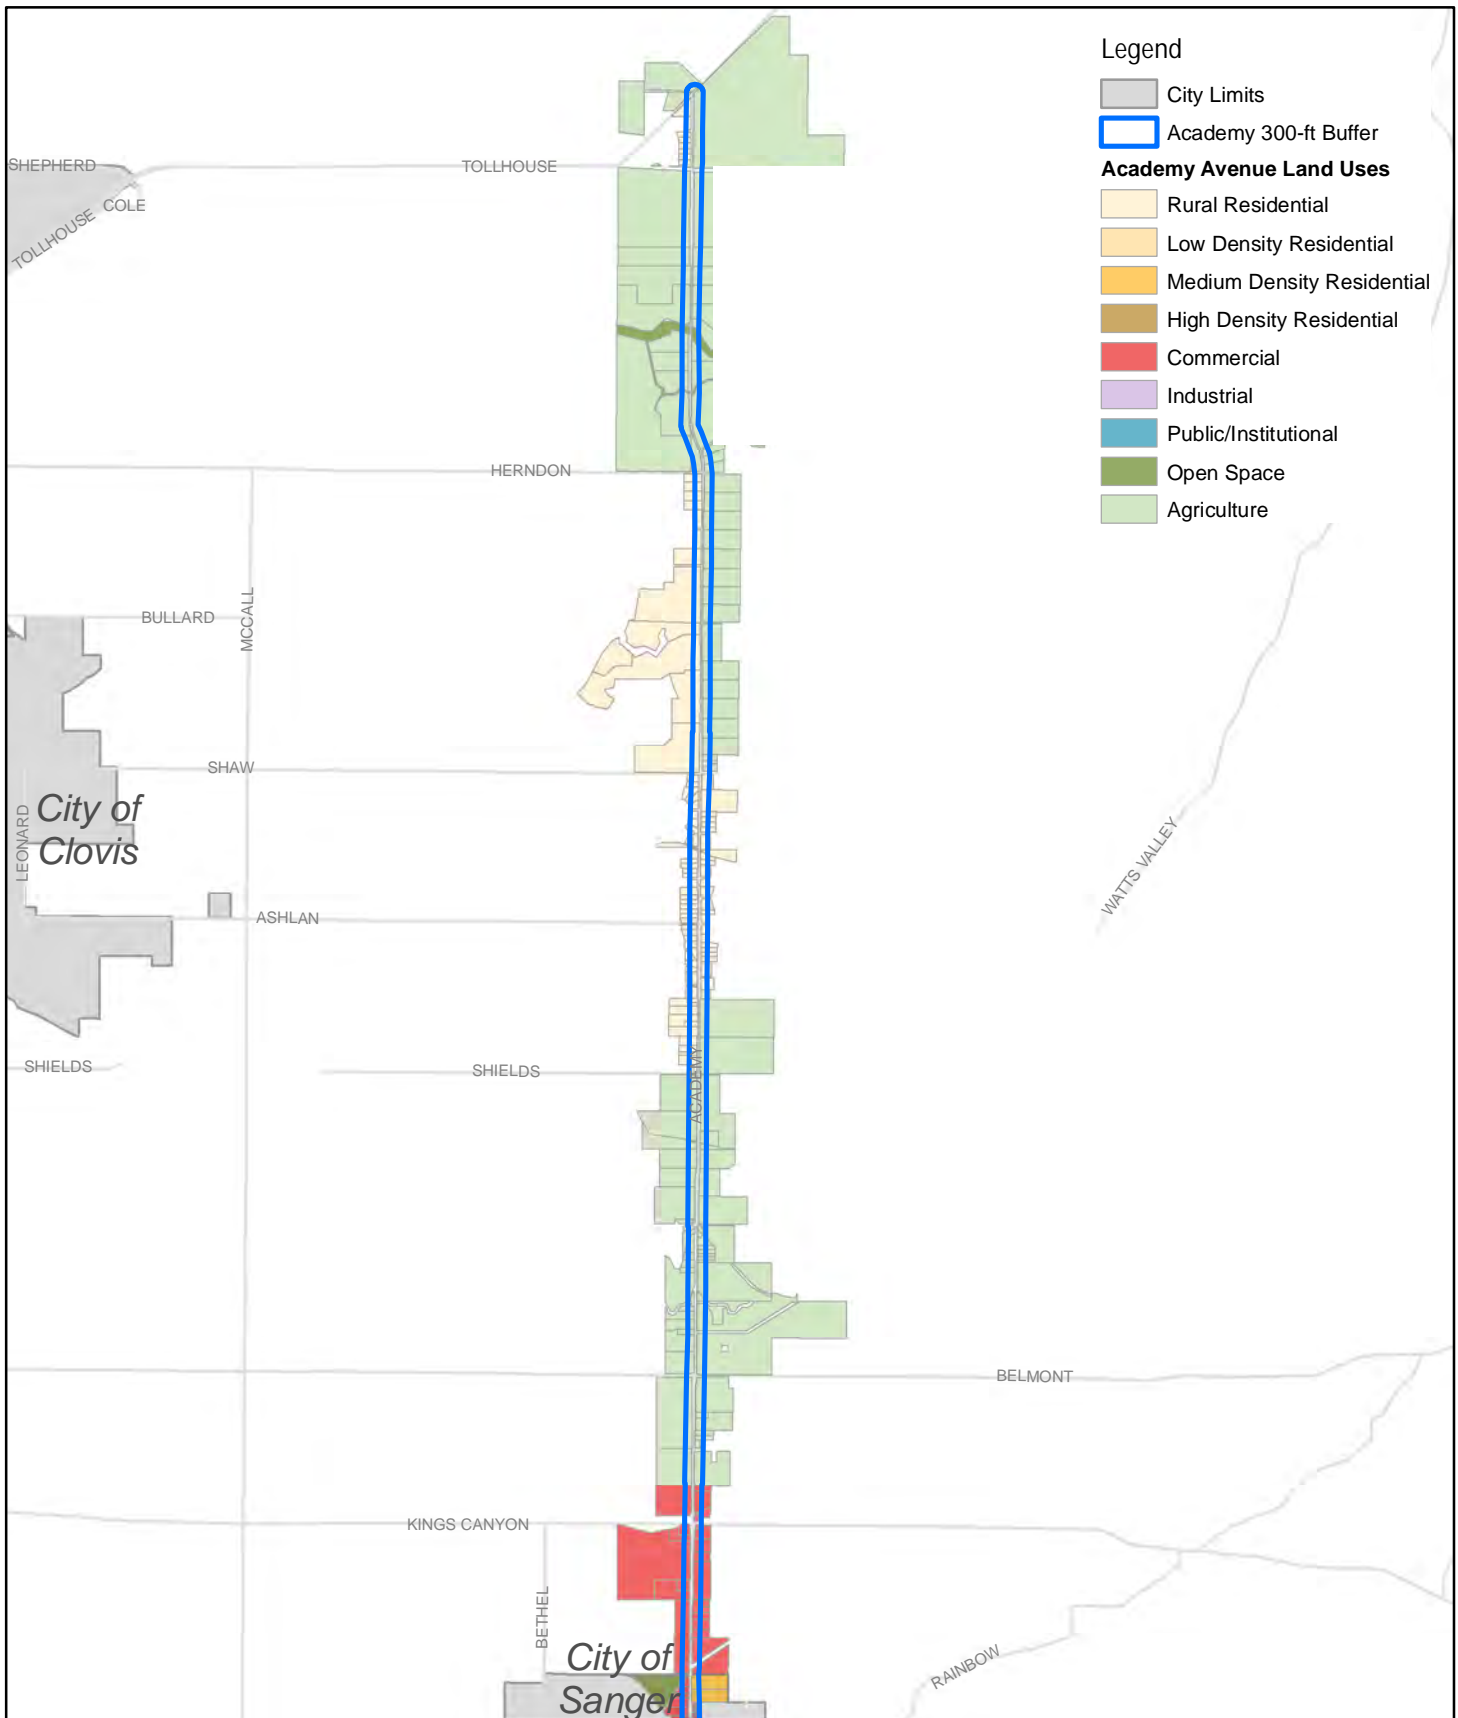 Legend
City Limits
Academy 300-ft Buffer
Academy Avenue Land Uses
Rural Residential
Low Density Residential
Medium Density Residential
High Density Residential
Commercial
Industrial
Public/Institutional
Open Space
Agriculture
SHEPHERD
TOLLHOUSE
COLE
TOLLHOUSE
HERNDON
MCCALL
BULLARD
SHAW
City of
Clovis
LEONARD
WATTS VALLEY
ASHLAN
SHIELDS
SHIELDS
ACADEMY
BELMONT
KINGS CANYON
BETHEL
City of
Sanger
RAINBOW